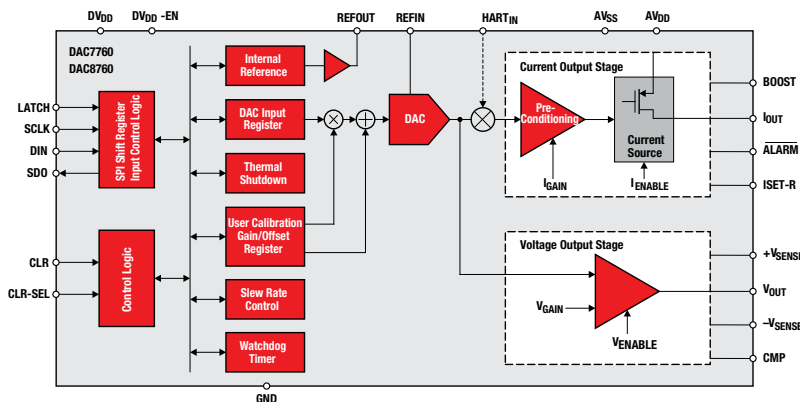 DVDD
DVDD -EN
REFOUT
REFIN
HARTIN
AVSS
AVDD
DAC7760
DAC8760
LATCH
SCLK
DIN
SDO
SPI Shift Register
Input Control Logic
CLR
CLR-SEL
Control Logic
Internal
Reference
DAC Input
Register
Thermal
Shutdown
User Calibration
Gain/Offset
Register
Slew Rate
Control
Watchdog
Timer
DAC
Current Output Stage
Pre-
Conditioning
Current
Source
IGAIN
IENABLE
Voltage Output Stage
VGAIN
VENABLE
BOOST
IOUT
ALARM
ISET-R
+VSENSE
VOUT
–VSENSE
CMP
GND